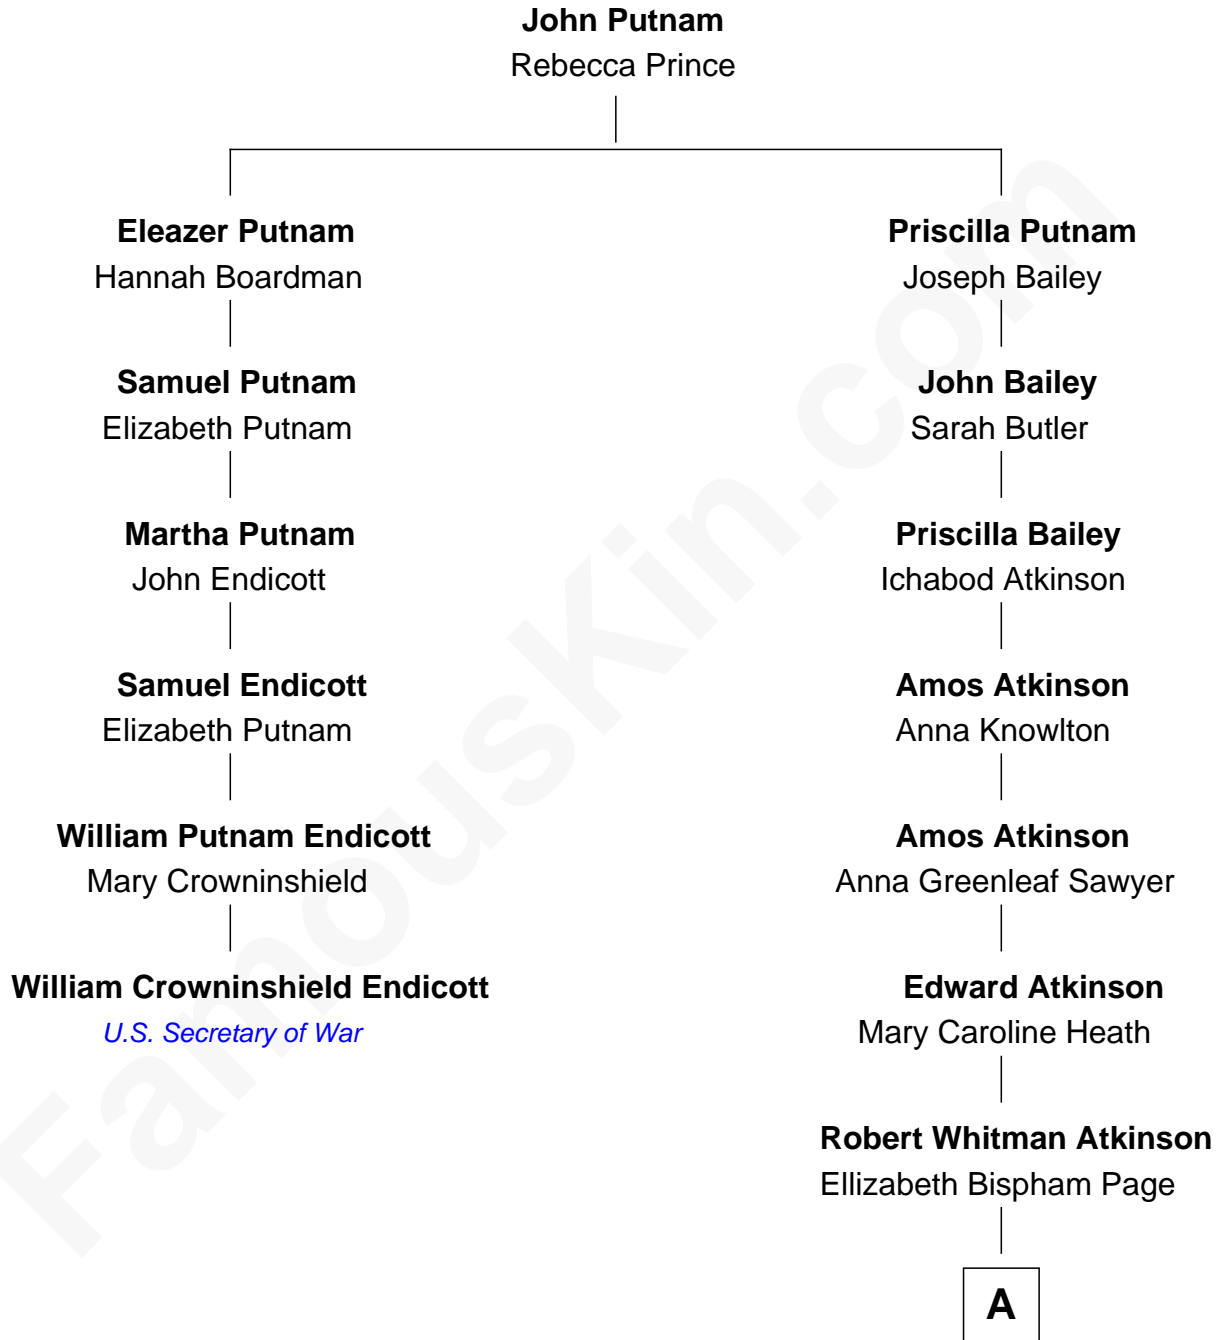 John Putnam
Rebecca Prince
Eleazer Putnam
Hannah Boardman
Priscilla Putnam
Joseph Bailey
Samuel Putnam
Elizabeth Putnam
John Bailey
Sarah Butler
Martha Putnam
John Endicott
Priscilla Bailey
Ichabod Atkinson
Samuel Endicott
Elizabeth Putnam
Amos Atkinson
Anna Knowlton
William Putnam Endicott
Mary Crowninshield
Amos Atkinson
Anna Greenleaf Sawyer
William Crowninshield Endicott
U.S. Secretary of War
Edward Atkinson
Mary Caroline Heath
Robert Whitman Atkinson
Ellizabeth Bispham Page
A
FamousKin.com